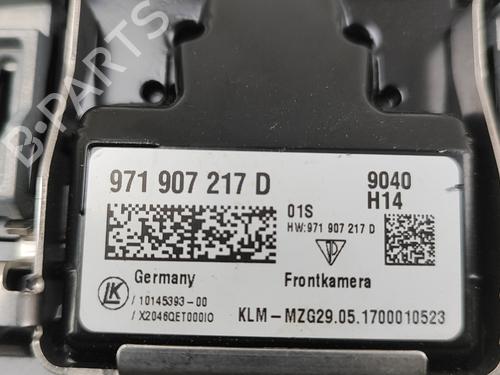 B-PARTS
971 907 217 D
9040
H14
01S
HW:971 907 217 D
Germany
Frontkamera
LK
/ 10145393-00
/ X2046QET000IO
KLM-MZG29.05.1700010523